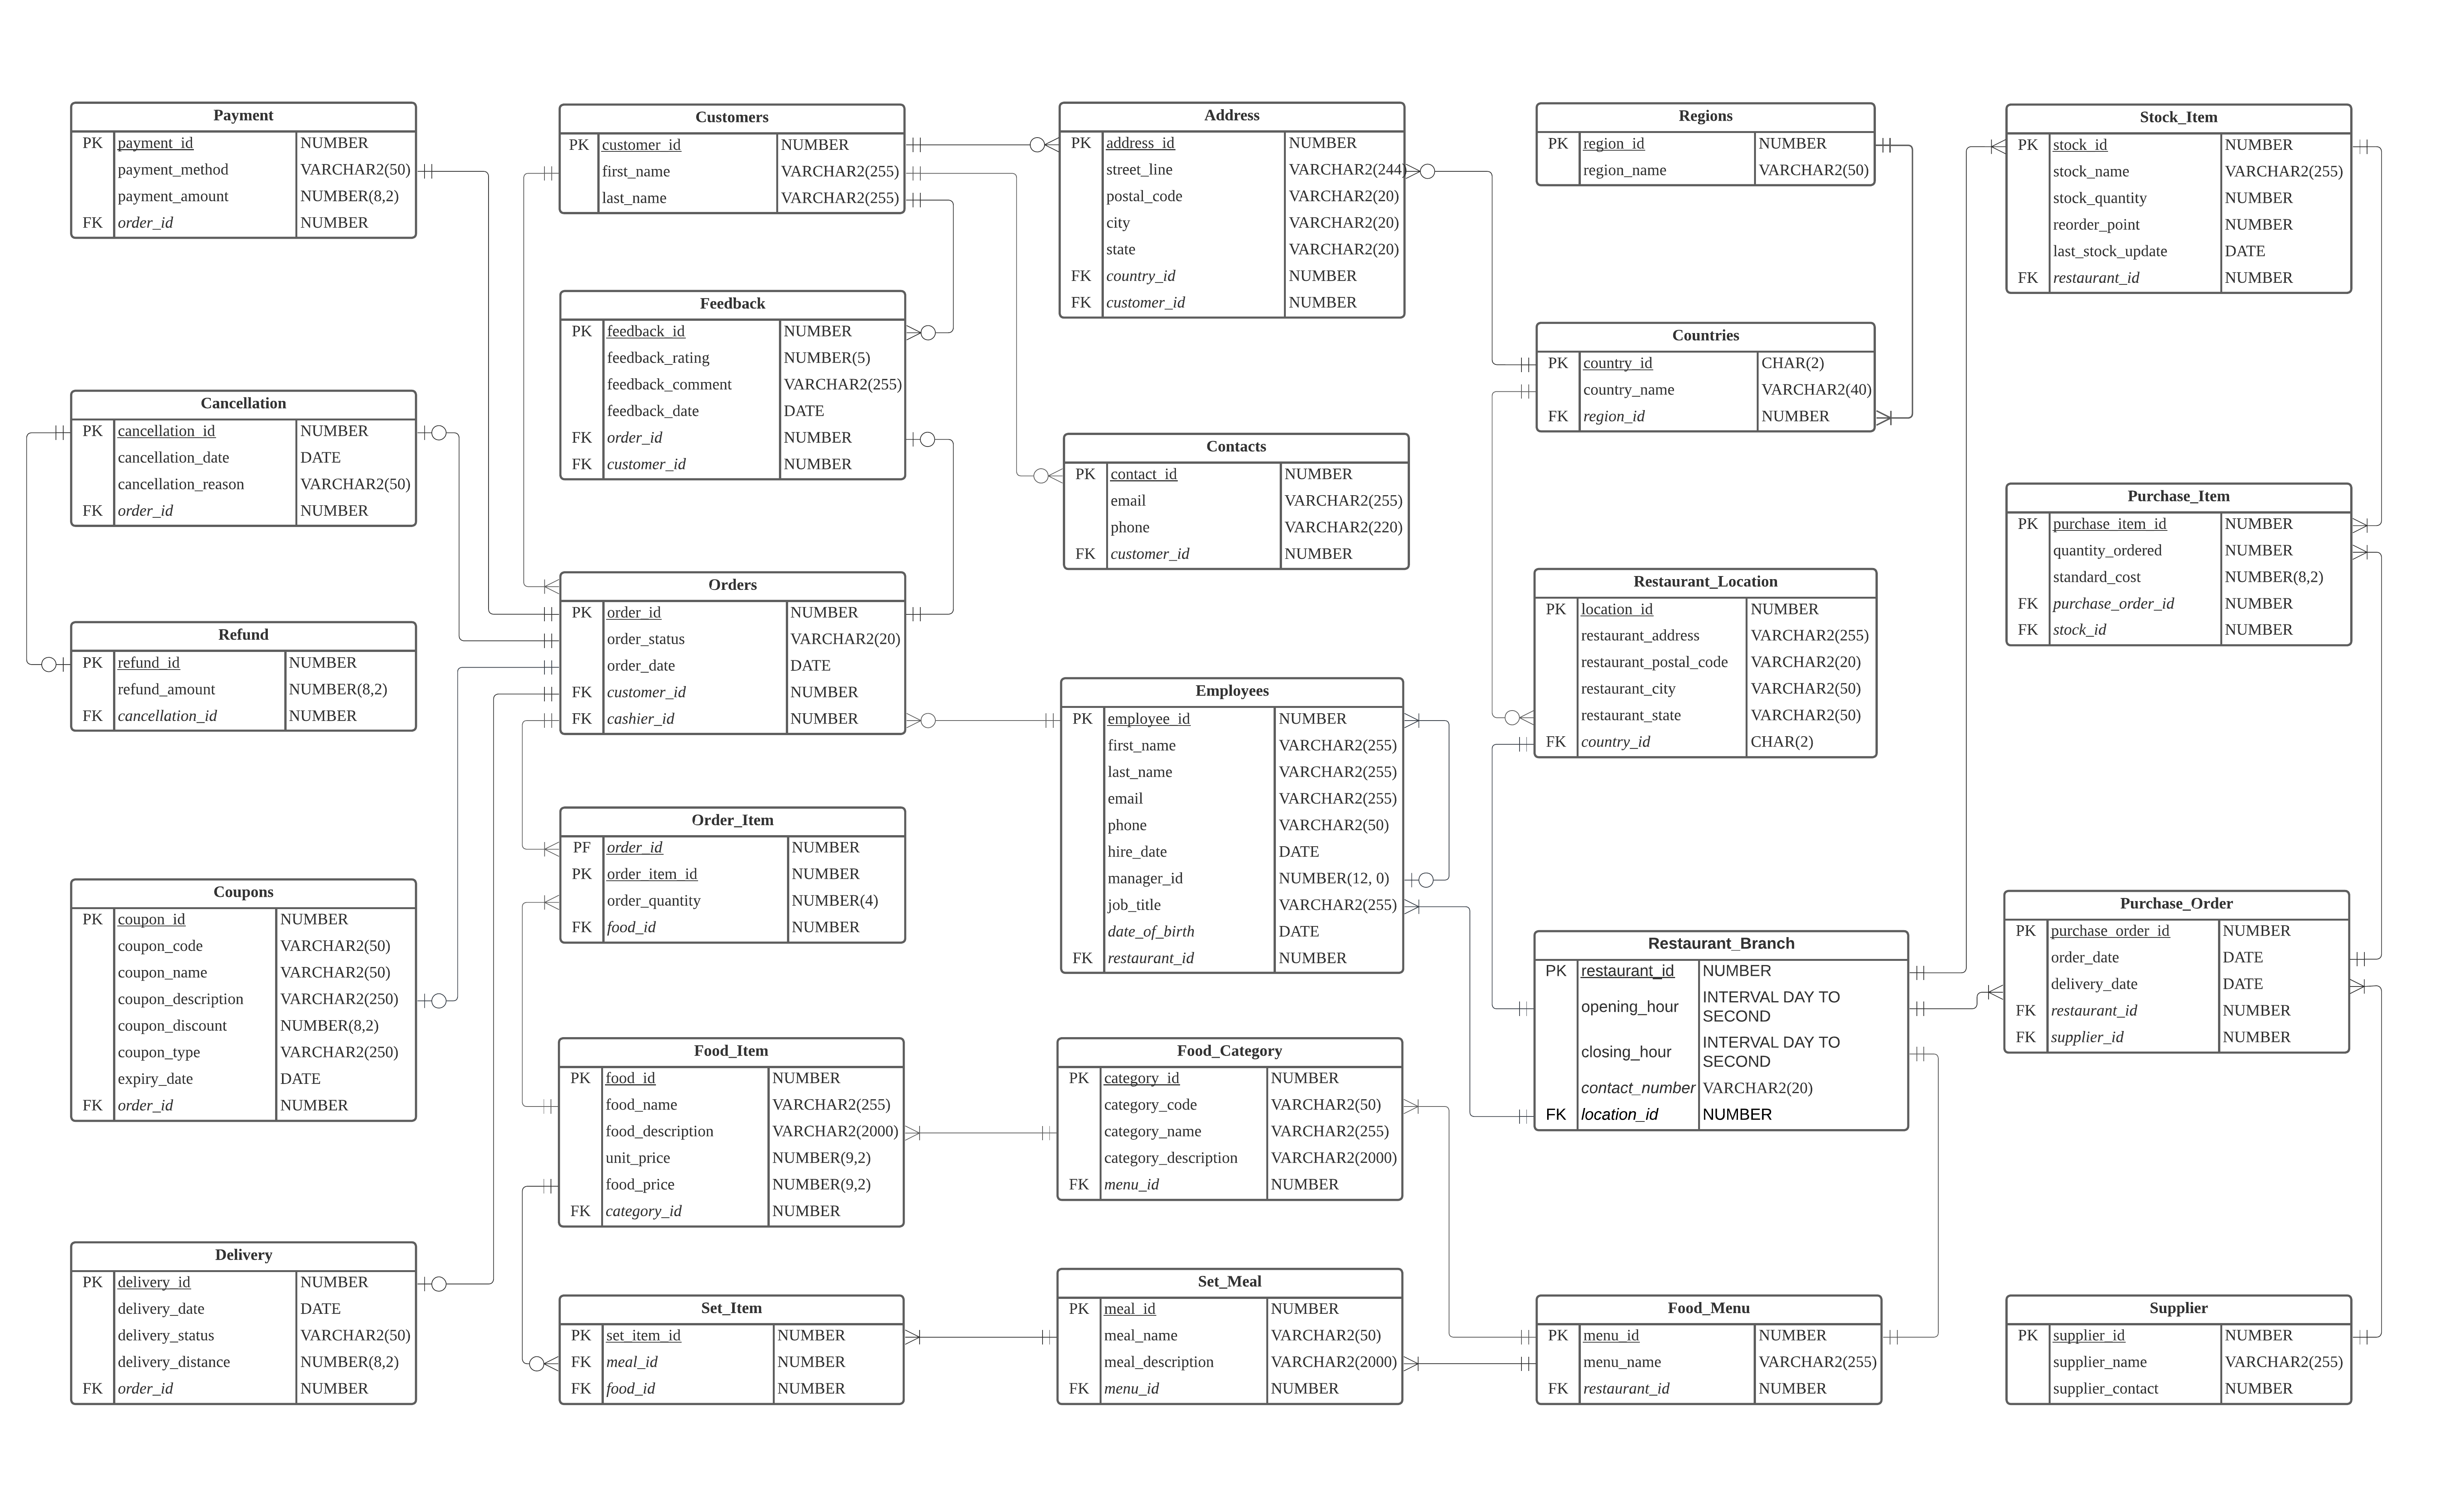 Payment
PK payment_id NUMBER
payment_method VARCHAR2(50)
payment_amount NUMBER(8,2)
FK order_id NUMBER
Cancellation
PK cancellation_id NUMBER
cancellation_date DATE
cancellation_reason VARCHAR2(50)
FK order_id NUMBER
Refund
PK refund_id NUMBER
refund_amount NUMBER(8,2)
FK cancellation_id NUMBER
Coupons
PK coupon_id NUMBER
coupon_code VARCHAR2(50)
coupon_name VARCHAR2(50)
coupon_description VARCHAR2(250)
coupon_discount NUMBER(8,2)
coupon_type VARCHAR2(250)
expiry_date DATE
FK order_id NUMBER
Delivery
PK delivery_id NUMBER
delivery_date DATE
delivery_status VARCHAR2(50)
delivery_distance NUMBER(8,2)
FK order_id NUMBER
Customers
PK customer_id NUMBER
first_name VARCHAR2(255)
last_name VARCHAR2(255)
Feedback
PK feedback_id NUMBER
feedback_rating NUMBER(5)
feedback_comment VARCHAR2(255)
feedback_date DATE
FK order_id NUMBER
FK customer_id NUMBER
Orders
PK order_id NUMBER
order_status VARCHAR2(20)
order_date DATE
FK customer_id NUMBER
FK cashier_id NUMBER
Order_Item
PF order_id NUMBER
PK order_item_id NUMBER
order_quantity NUMBER(4)
FK food_id NUMBER
Food_Item
PK food_id NUMBER
food_name VARCHAR2(255)
food_description VARCHAR2(2000)
unit_price NUMBER(9,2)
food_price NUMBER(9,2)
FK category_id NUMBER
Set_Item
PK set_item_id NUMBER
FK meal_id NUMBER
FK food_id NUMBER
Address
PK address_id NUMBER
street_line VARCHAR2(244)
postal_code VARCHAR2(20)
city VARCHAR2(20)
state VARCHAR2(20)
FK country_id NUMBER
FK customer_id NUMBER
Contacts
PK contact_id NUMBER
email VARCHAR2(255)
phone VARCHAR2(220)
FK customer_id NUMBER
Employees
PK employee_id NUMBER
first_name VARCHAR2(255)
last_name VARCHAR2(255)
email VARCHAR2(255)
phone VARCHAR2(50)
hire_date DATE
manager_id NUMBER(12, 0)
job_title VARCHAR2(255)
date_of_birth DATE
FK restaurant_id NUMBER
Food_Category
PK category_id NUMBER
category_code VARCHAR2(50)
category_name VARCHAR2(255)
category_description VARCHAR2(2000)
FK menu_id NUMBER
Set_Meal
PK meal_id NUMBER
meal_name VARCHAR2(50)
meal_description VARCHAR2(2000)
FK menu_id NUMBER
Regions
PK region_id NUMBER
region_name VARCHAR2(50)
Countries
PK country_id CHAR(2)
country_name VARCHAR2(40)
FK region_id NUMBER
Restaurant_Location
PK location_id NUMBER
restaurant_address VARCHAR2(255)
restaurant_postal_code VARCHAR2(20)
restaurant_city VARCHAR2(50)
restaurant_state VARCHAR2(50)
FK country_id CHAR(2)
Restaurant_Branch
PK restaurant_id NUMBER
opening_hour INTERVAL DAY TO
SECOND
closing_hour INTERVAL DAY TO
SECOND
contact_number VARCHAR2(20)
FK location_id NUMBER
Food_Menu
PK menu_id NUMBER
menu_name VARCHAR2(255)
FK restaurant_id NUMBER
Stock_Item
PK stock_id NUMBER
stock_name VARCHAR2(255)
stock_quantity NUMBER
reorder_point NUMBER
last_stock_update DATE
FK restaurant_id NUMBER
Purchase_Item
PK purchase_item_id NUMBER
quantity_ordered NUMBER
standard_cost NUMBER(8,2)
FK purchase_order_id NUMBER
FK stock_id NUMBER
Purchase_Order
PK purchase_order_id NUMBER
order_date DATE
delivery_date DATE
FK restaurant_id NUMBER
FK supplier_id NUMBER
Supplier
PK supplier_id NUMBER
supplier_name VARCHAR2(255)
supplier_contact NUMBER